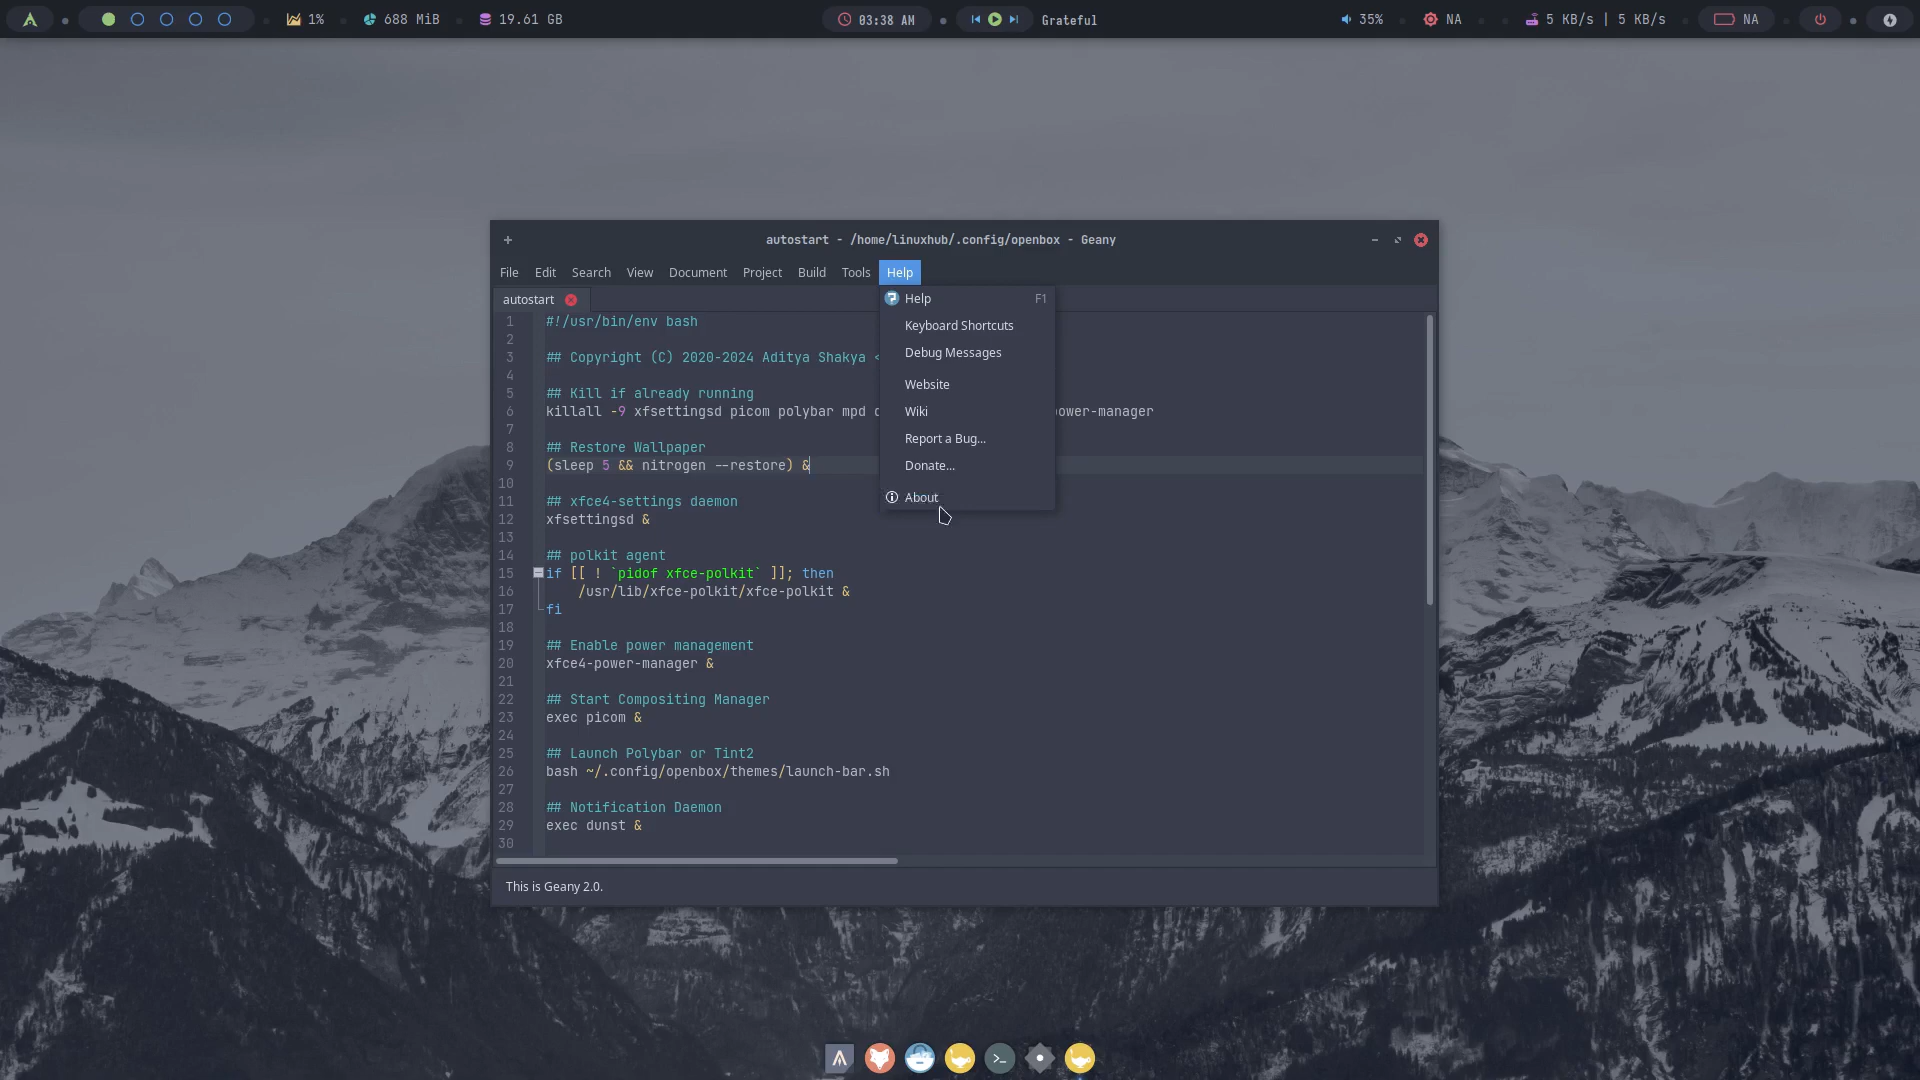 1% 688 MiB 19.61 GB 03:38 AM Grateful 35% NA 5 KB/s | 5 KB/s NA
autostart - /home/linuxhub/.config/openbox - Geany
File Edit Search View Document Project Build Tools Help
autostart
Help F1
Keyboard Shortcuts
Debug Messages
Website
Wiki
Report a Bug...
Donate...
About
1 #!/usr/bin/env bash
2
3 ## Copyright (C) 2020-2024 Aditya Shakya <
4
5 ## Kill if already running
6 killall -9 xfsettingsd picom polybar mpd ower-manager
7
8 ## Restore Wallpaper
9 (sleep 5 && nitrogen --restore) &
10
11 ## xfce4-settings daemon
12 xfsettingsd &
13
14 ## polkit agent
15 if [[ ! `pidof xfce-polkit` ]]; then
16 /usr/lib/xfce-polkit/xfce-polkit &
17 fi
18
19 ## Enable power management
20 xfce4-power-manager &
21
22 ## Start Compositing Manager
23 exec picom &
24
25 ## Launch Polybar or Tint2
26 bash ~/.config/openbox/themes/launch-bar.sh
27
28 ## Notification Daemon
29 exec dunst &
30
This is Geany 2.0.